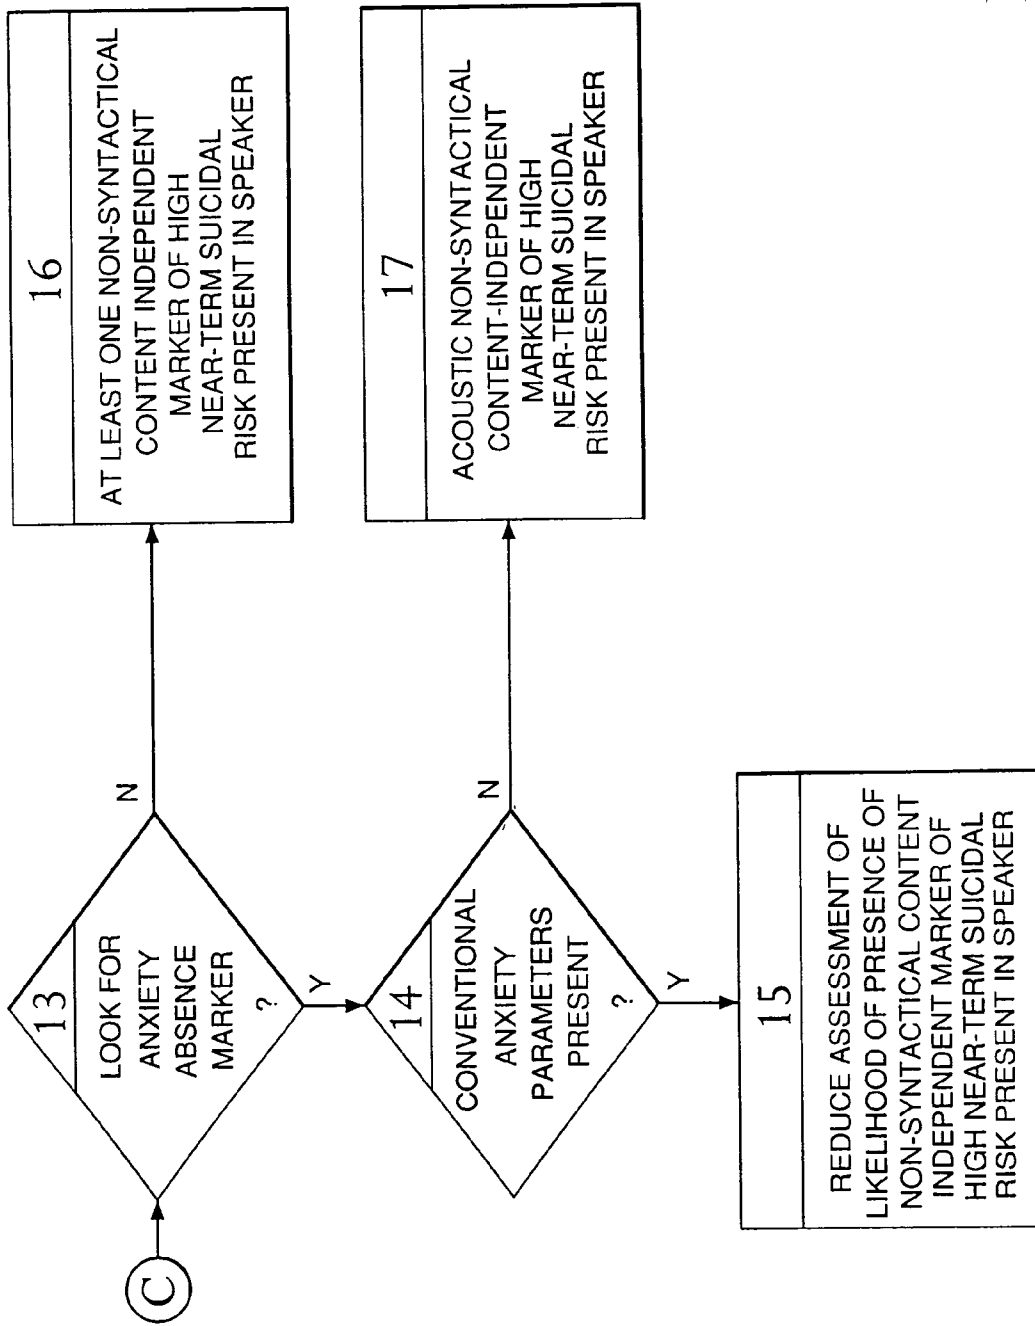 C
13
LOOK FOR
ANXIETY
ABSENCE
MARKER
?
N
Y
16
AT LEAST ONE NON-SYNTACTICAL
CONTENT INDEPENDENT
MARKER OF HIGH
NEAR-TERM SUICIDAL
RISK PRESENT IN SPEAKER
14
CONVENTIONAL
ANXIETY
PARAMETERS
PRESENT
?
N
Y
17
ACOUSTIC NON-SYNTACTICAL
CONTENT-INDEPENDENT
MARKER OF HIGH
NEAR-TERM SUICIDAL
RISK PRESENT IN SPEAKER
15
REDUCE ASSESSMENT OF
LIKELIHOOD OF PRESENCE OF
NON-SYNTACTICAL CONTENT
INDEPENDENT MARKER OF
HIGH NEAR-TERM SUICIDAL
RISK PRESENT IN SPEAKER